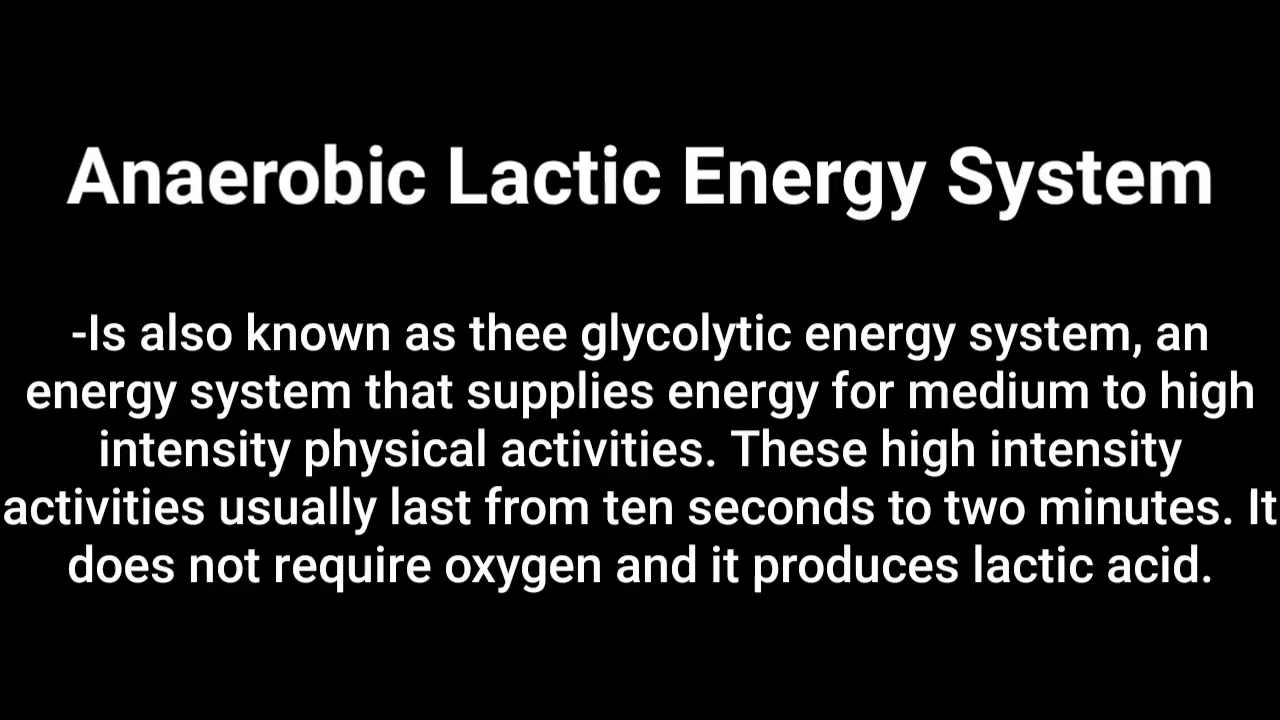 Anaerobic Lactic Energy System
-Is also known as thee glycolytic energy system, an
energy system that supplies energy for medium to high
intensity physical activities. These high intensity
activities usually last from ten seconds to two minutes. It
does not require oxygen and it produces lactic acid.